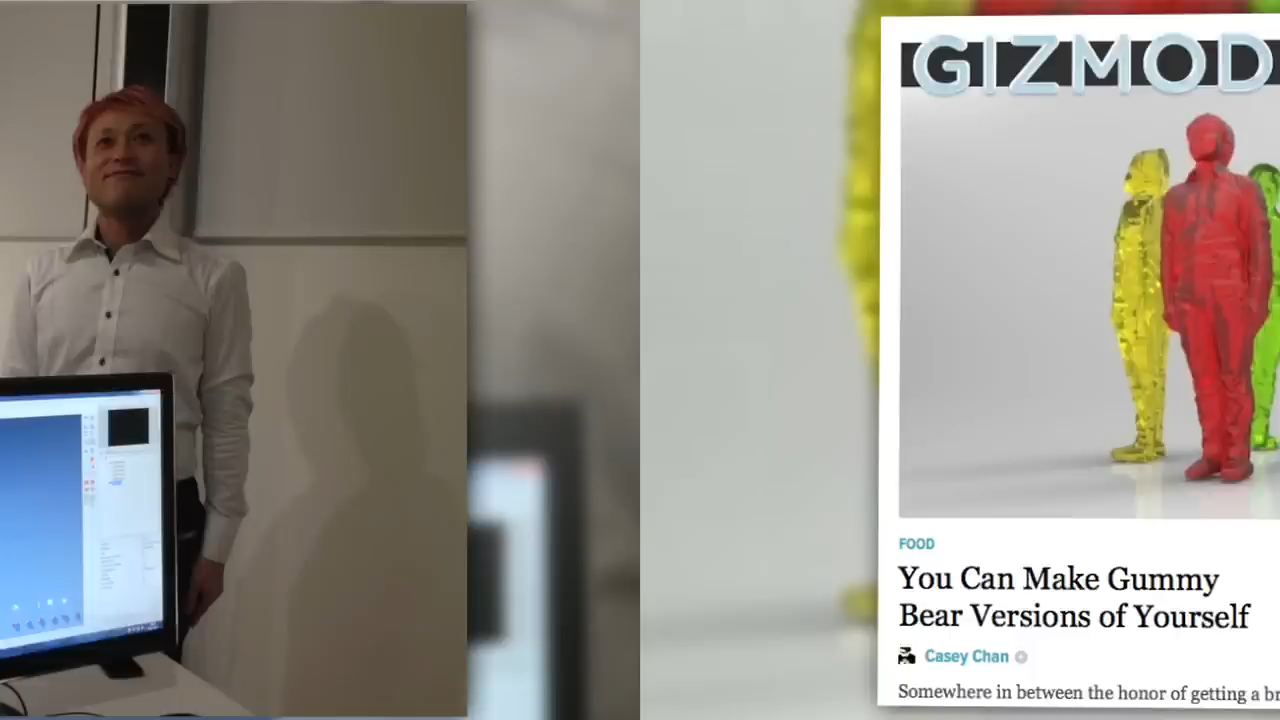 GIZMOD
FOOD
You Can Make Gummy
Bear Versions of Yourself
Casey Chan
Somewhere in between the honor of getting a br